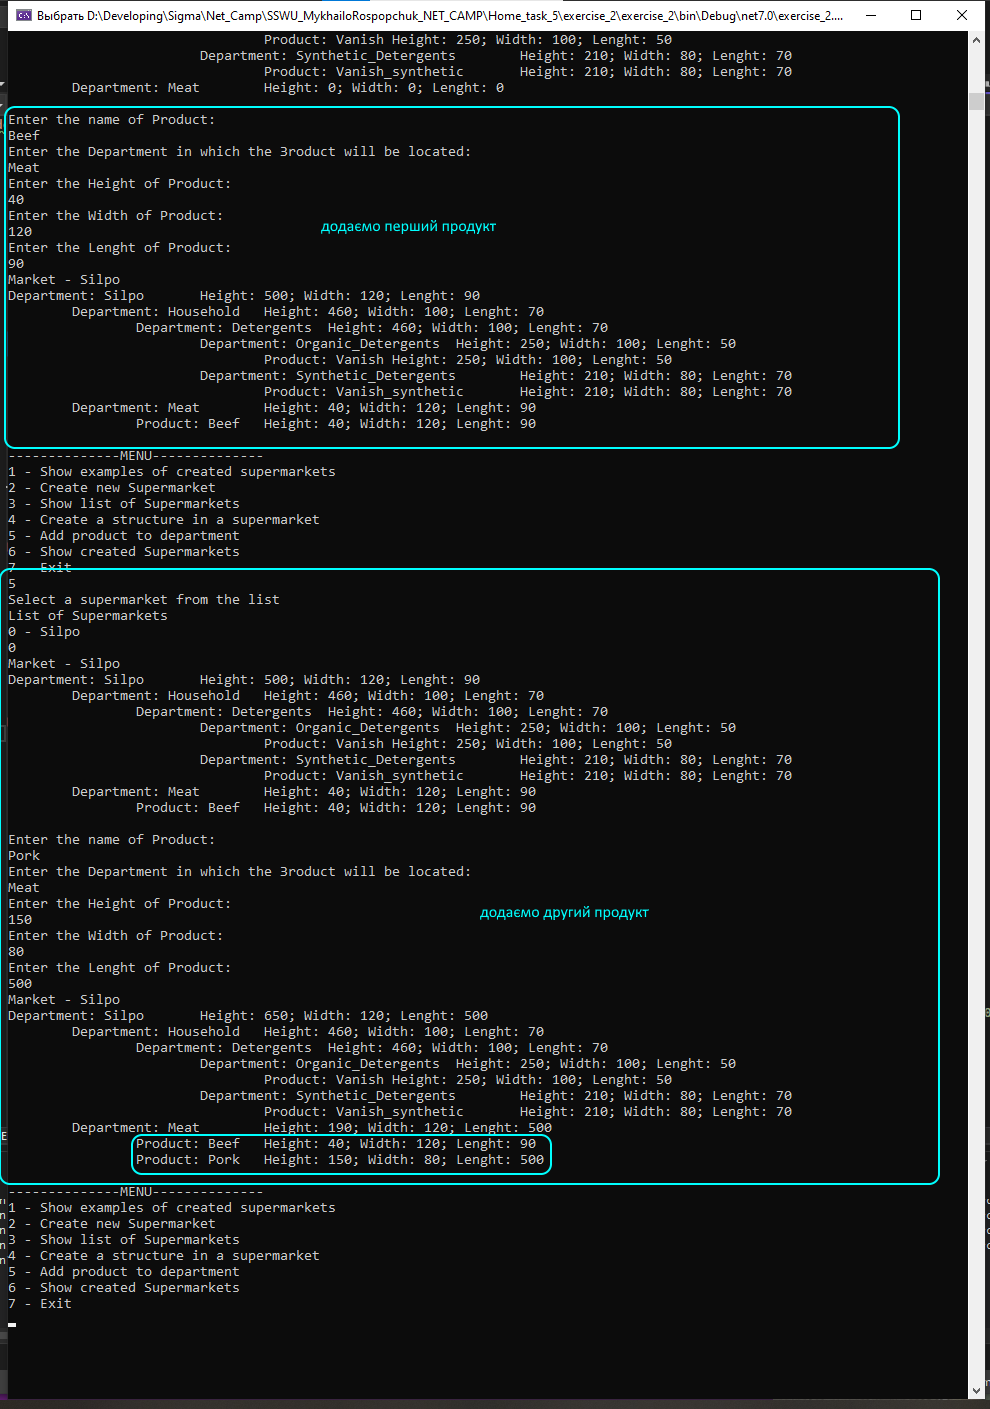 Выбрать D:\Developing\Sigma\Net_Camp\SSWU_MykhailoRospopchuk_NET_CAMP\Home_task_5\exercise_2\exercise_2\bin\Debug\net7.0\exercise_2....
Product: Vanish Height: 250; Width: 100; Lenght: 50
Department: Synthetic_Detergents Height: 210; Width: 80; Lenght: 70
Product: Vanish_synthetic Height: 210; Width: 80; Lenght: 70
Department: Meat Height: 0; Width: 0; Lenght: 0
Enter the name of Product:
Beef
Enter the Department in which the Зroduct will be located:
Meat
Enter the Height of Product:
40
Enter the Width of Product:
120
додаємо перший продукт
Enter the Lenght of Product:
90
Market - Silpo
Department: Silpo Height: 500; Width: 120; Lenght: 90
Department: Household Height: 460; Width: 100; Lenght: 70
Department: Detergents Height: 460; Width: 100; Lenght: 70
Department: Organic_Detergents Height: 250; Width: 100; Lenght: 50
Product: Vanish Height: 250; Width: 100; Lenght: 50
Department: Synthetic_Detergents Height: 210; Width: 80; Lenght: 70
Product: Vanish_synthetic Height: 210; Width: 80; Lenght: 70
Department: Meat Height: 40; Width: 120; Lenght: 90
Product: Beef Height: 40; Width: 120; Lenght: 90
--------------MENU--------------
1 - Show examples of created supermarkets
2 - Create new Supermarket
3 - Show list of Supermarkets
4 - Create a structure in a supermarket
5 - Add product to department
6 - Show created Supermarkets
7 - Exit
5
Select a supermarket from the list
List of Supermarkets
0 - Silpo
0
Market - Silpo
Department: Silpo Height: 500; Width: 120; Lenght: 90
Department: Household Height: 460; Width: 100; Lenght: 70
Department: Detergents Height: 460; Width: 100; Lenght: 70
Department: Organic_Detergents Height: 250; Width: 100; Lenght: 50
Product: Vanish Height: 250; Width: 100; Lenght: 50
Department: Synthetic_Detergents Height: 210; Width: 80; Lenght: 70
Product: Vanish_synthetic Height: 210; Width: 80; Lenght: 70
Department: Meat Height: 40; Width: 120; Lenght: 90
Product: Beef Height: 40; Width: 120; Lenght: 90
Enter the name of Product:
Pork
Enter the Department in which the Зroduct will be located:
Meat
Enter the Height of Product:
150
додаємо другий продукт
Enter the Width of Product:
80
Enter the Lenght of Product:
500
Market - Silpo
Department: Silpo Height: 650; Width: 120; Lenght: 500
Department: Household Height: 460; Width: 100; Lenght: 70
Department: Detergents Height: 460; Width: 100; Lenght: 70
Department: Organic_Detergents Height: 250; Width: 100; Lenght: 50
Product: Vanish Height: 250; Width: 100; Lenght: 50
Department: Synthetic_Detergents Height: 210; Width: 80; Lenght: 70
Product: Vanish_synthetic Height: 210; Width: 80; Lenght: 70
Department: Meat Height: 190; Width: 120; Lenght: 500
Product: Beef Height: 40; Width: 120; Lenght: 90
Product: Pork Height: 150; Width: 80; Lenght: 500
--------------MENU--------------
1 - Show examples of created supermarkets
2 - Create new Supermarket
3 - Show list of Supermarkets
4 - Create a structure in a supermarket
5 - Add product to department
6 - Show created Supermarkets
7 - Exit